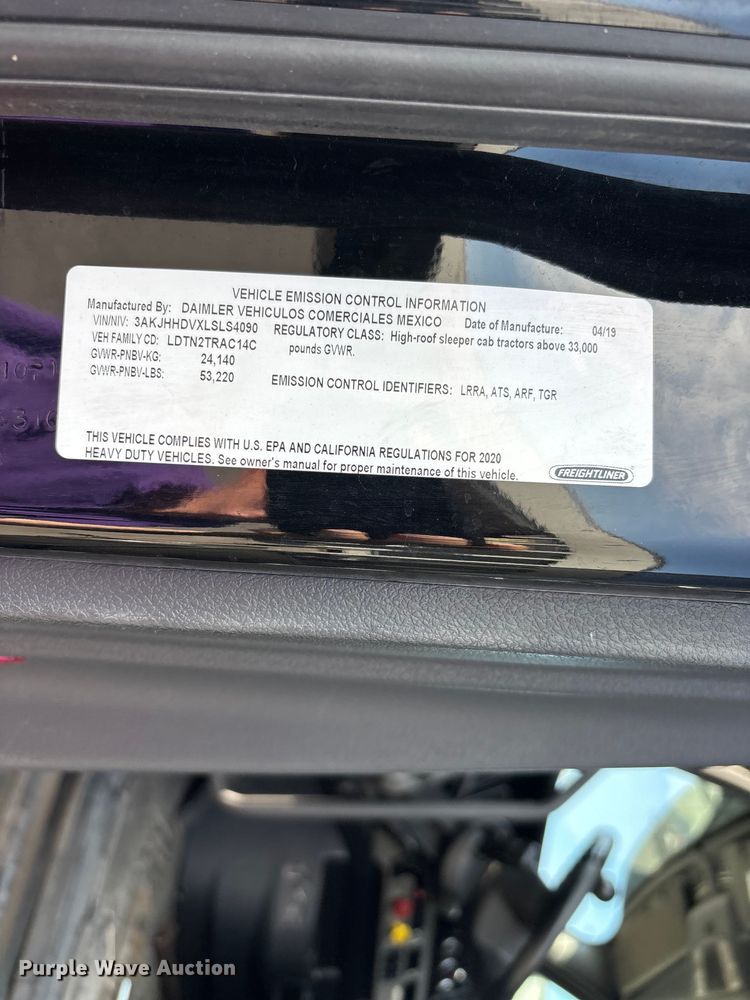 VEHICLE EMISSION CONTROL INFORMATION
Manufactured By: DAIMLER VEHICULOS COMERCIALES MEXICO Date of Manufacture: 04/19
VIN/NIV: 3AKJHHDVXLSLS4090 REGULATORY CLASS: High-roof sleeper cab tractors above 33,000
VEH FAMILY CD: LDTN2TRAC14C pounds GVWR.
GVWR-PNBV-KG: 24,140
GVWR-PNBV-LBS: 53,220 EMISSION CONTROL IDENTIFIERS: LRRA, ATS, ARF, TGR
THIS VEHICLE COMPLIES WITH U.S. EPA AND CALIFORNIA REGULATIONS FOR 2020
HEAVY DUTY VEHICLES. See owner's manual for proper maintenance of this vehicle.
FREIGHTLINER
Purple Wave Auction